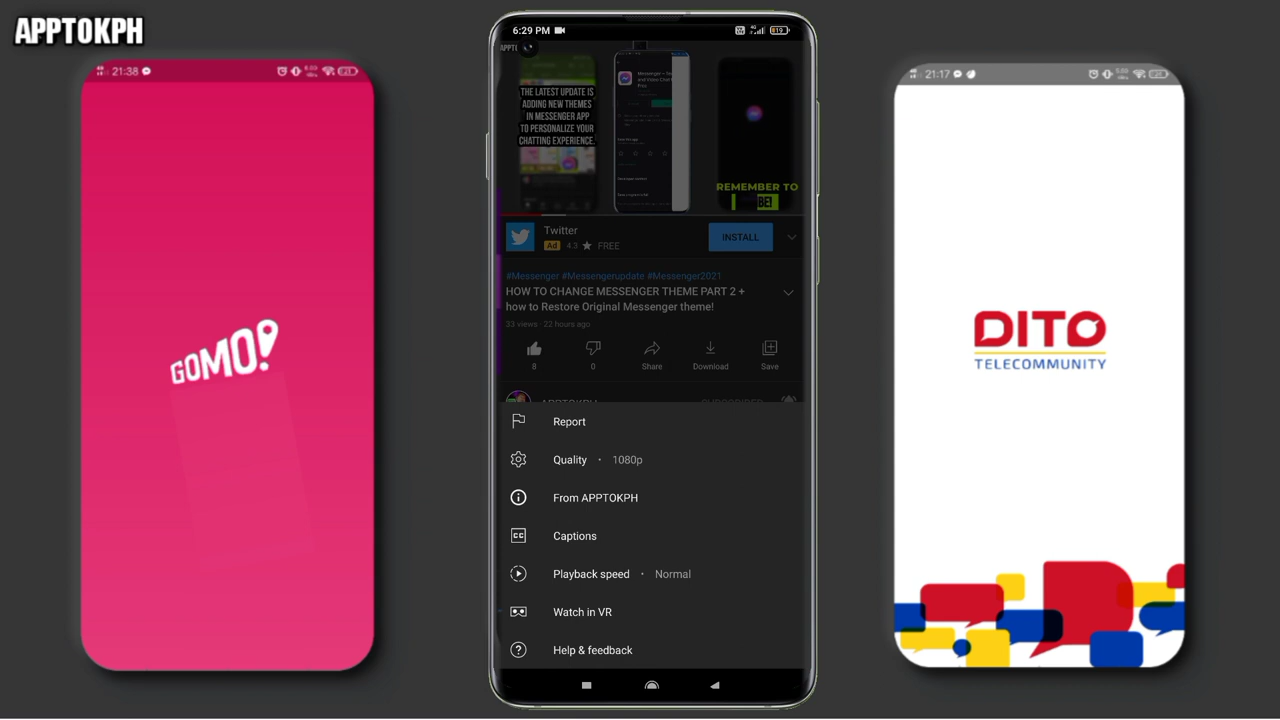 APPTOKPH
21:38
GOMO!
6:29 PM
819
THE LATEST UPDATE IS
ADDING NEW THEMES
IN MESSENGER APP
TO PERSONALIZE YOUR
CHATTING EXPERIENCE.
REMEMBER TO
Twitter
Ad 4.3 ★ FREE
INSTALL
#Messenger #Messengerupdate #Messenger2021
HOW TO CHANGE MESSENGER THEME PART 2 +
how to Restore Original Messenger theme!
33 views · 22 hours ago
8
0
Share
Download
Save
Report
Quality · 1080p
From APPTOKPH
CC
Captions
Playback speed · Normal
Watch in VR
Help & feedback
21:17
DITO
TELECOMMUNITY